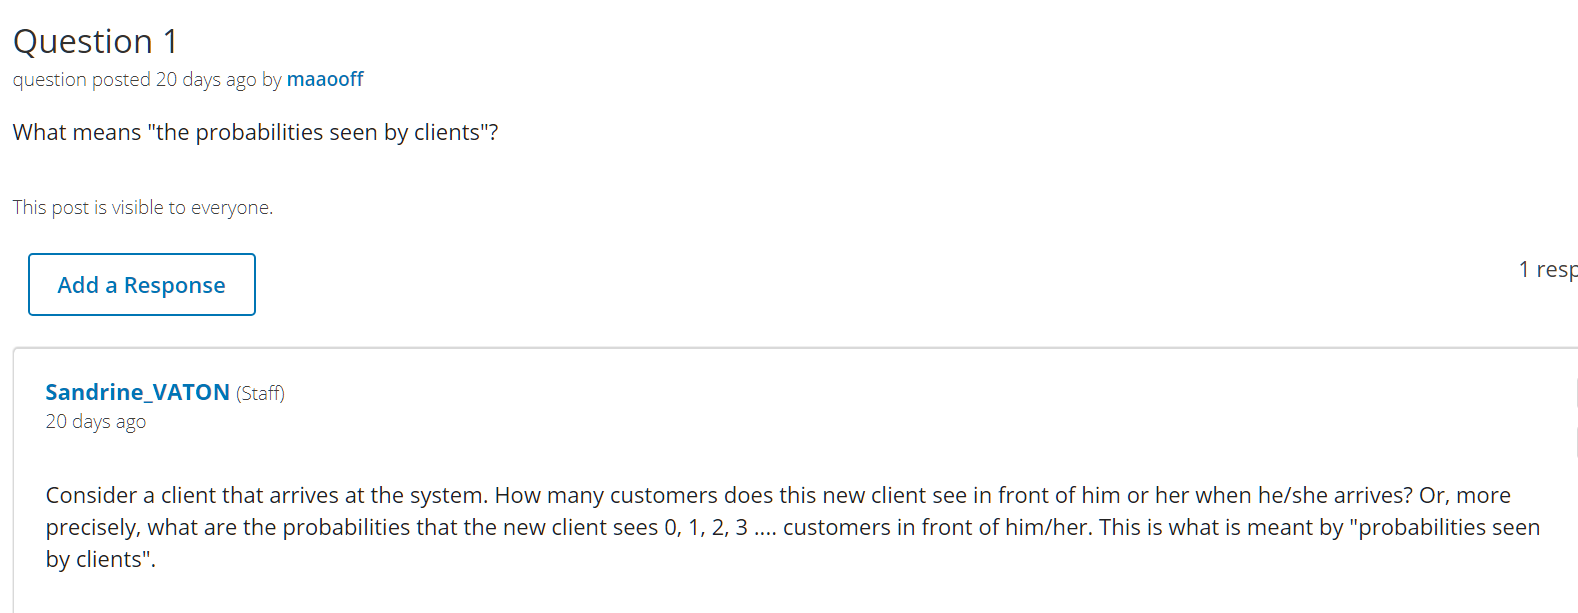 Question 1
question posted 20 days ago by maaooff
What means "the probabilities seen by clients"?
This post is visible to everyone.
Add a Response
1 resp
Sandrine_VATON (Staff)
20 days ago
Consider a client that arrives at the system. How many customers does this new client see in front of him or her when he/she arrives? Or, more
precisely, what are the probabilities that the new client sees 0, 1, 2, 3 .... customers in front of him/her. This is what is meant by "probabilities seen
by clients".